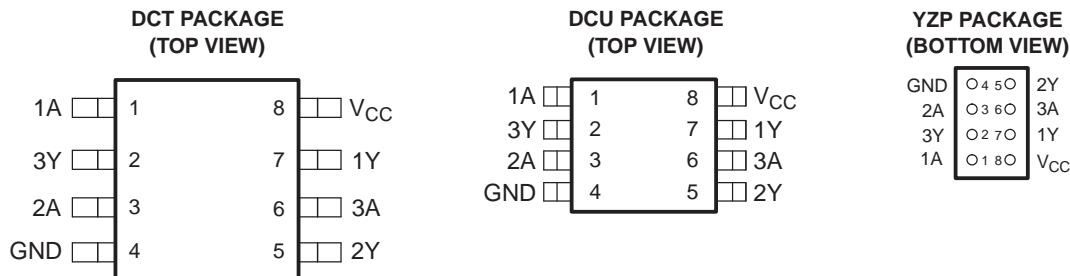 DCT PACKAGE
(TOP VIEW)
1A 1 8 VCC
3Y 2 7 1Y
2A 3 6 3A
GND 4 5 2Y
DCU PACKAGE
(TOP VIEW)
1A 1 8 VCC
3Y 2 7 1Y
2A 3 6 3A
GND 4 5 2Y
YZP PACKAGE
(BOTTOM VIEW)
GND 4 5 2Y
2A 3 6 3A
3Y 2 7 1Y
1A 1 8 VCC